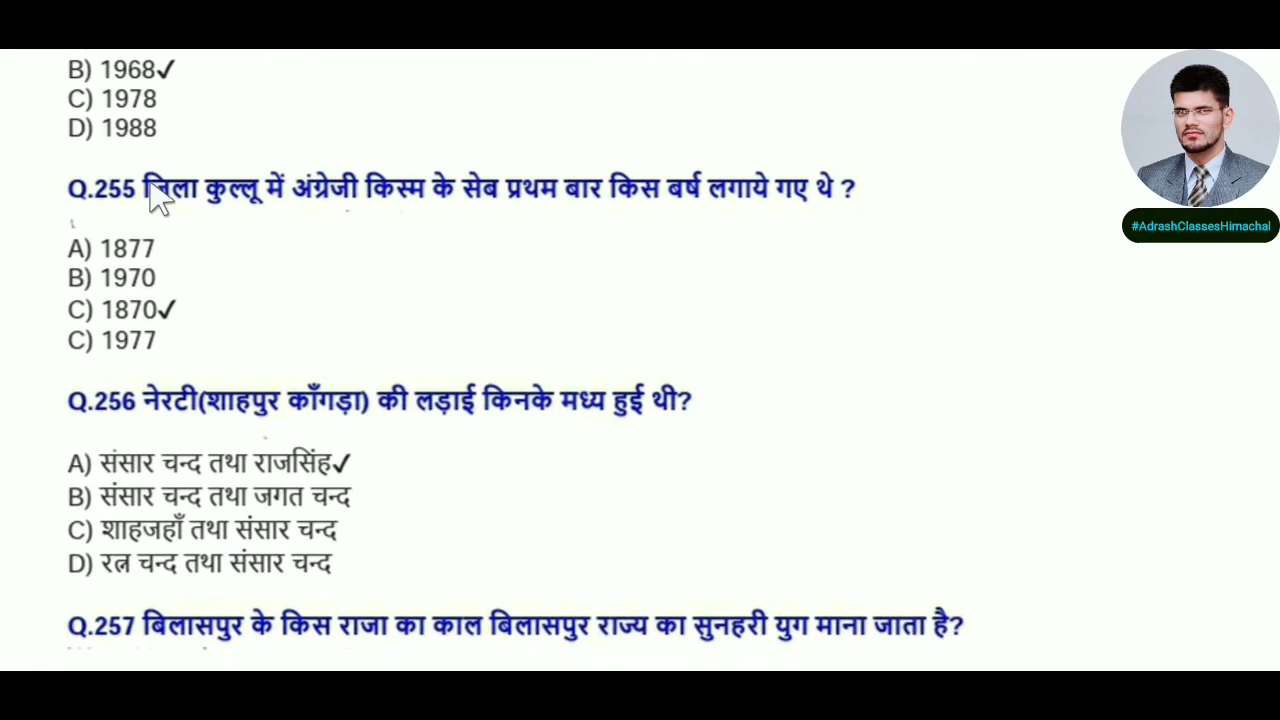 B) 1968✓
C) 1978
D) 1988
#AdrashClassesHimachal
Q.255 जिला कुल्लू में अंग्रेजी किस्म के सेब प्रथम बार किस बर्ष लगाये गए थे ?
A) 1877
B) 1970
C) 1870✓
C) 1977
Q.256 नेरटी(शाहपुर काँगड़ा) की लड़ाई किनके मध्य हुई थी?
A) संसार चन्द तथा राजसिंह✓
B) संसार चन्द तथा जगत चन्द
C) शाहजहाँ तथा संसार चन्द
D) रत्न चन्द तथा संसार चन्द
Q.257 बिलासपुर के किस राजा का काल बिलासपुर राज्य का सुनहरी युग माना जाता है?